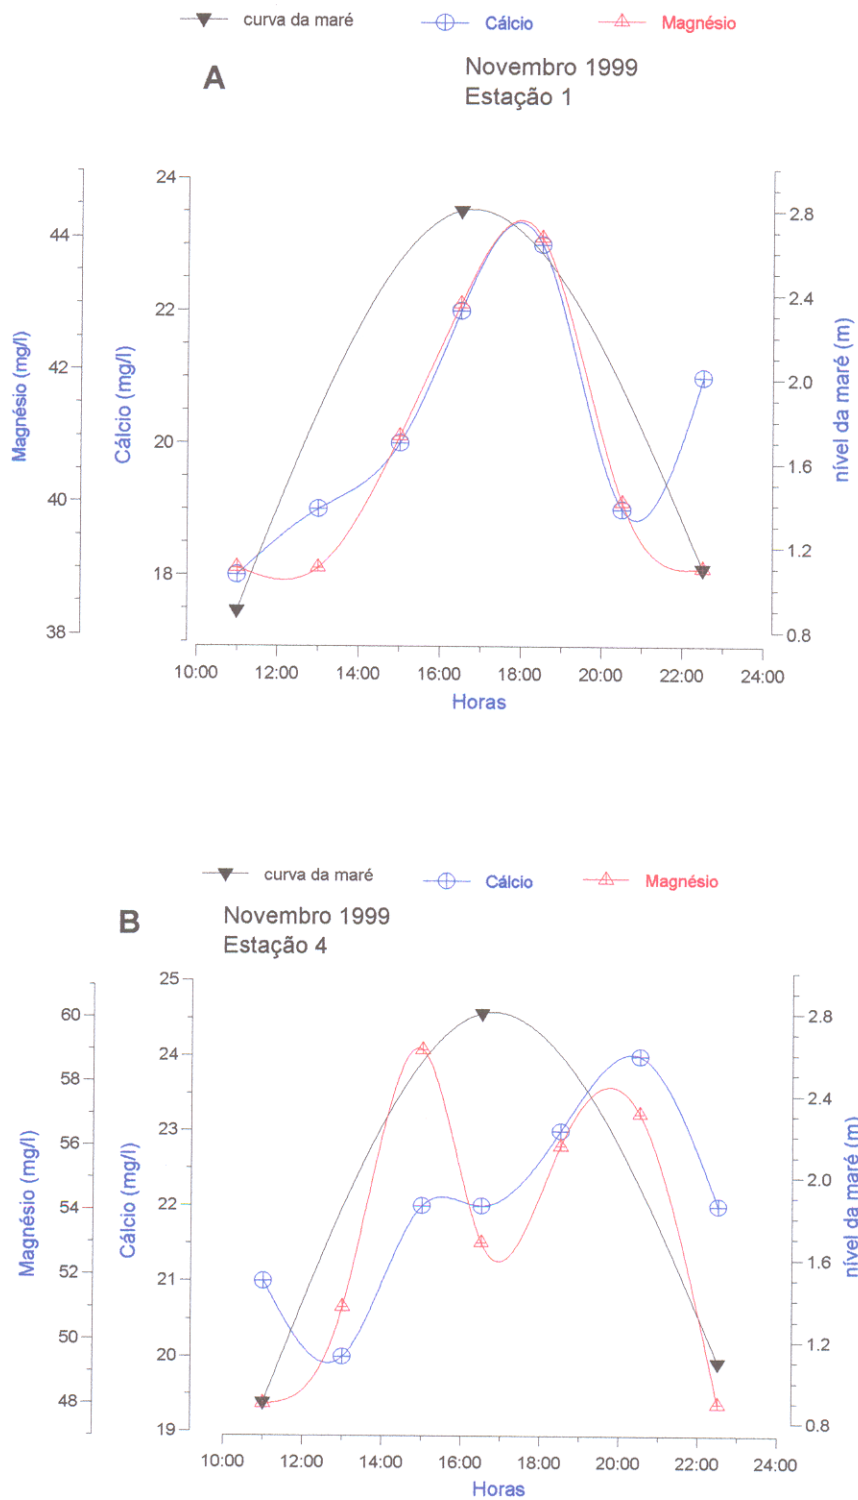 curva da maré Cálcio Magnésio
A
Novembro 1999
Estação 1
Magnésio (mg/l)
44
42
40
38
Cálcio (mg/l)
24
22
20
18
nível da maré (m)
2.8
2.4
2.0
1.6
1.2
0.8
10:00 12:00 14:00 16:00 18:00 20:00 22:00 24:00
Horas
curva da maré Cálcio Magnésio
B
Novembro 1999
Estação 4
Magnésio (mg/l)
60
58
56
54
52
50
48
Cálcio (mg/l)
25
24
23
22
21
20
19
nível da maré (m)
2.8
2.4
2.0
1.6
1.2
0.8
10:00 12:00 14:00 16:00 18:00 20:00 22:00 24:00
Horas